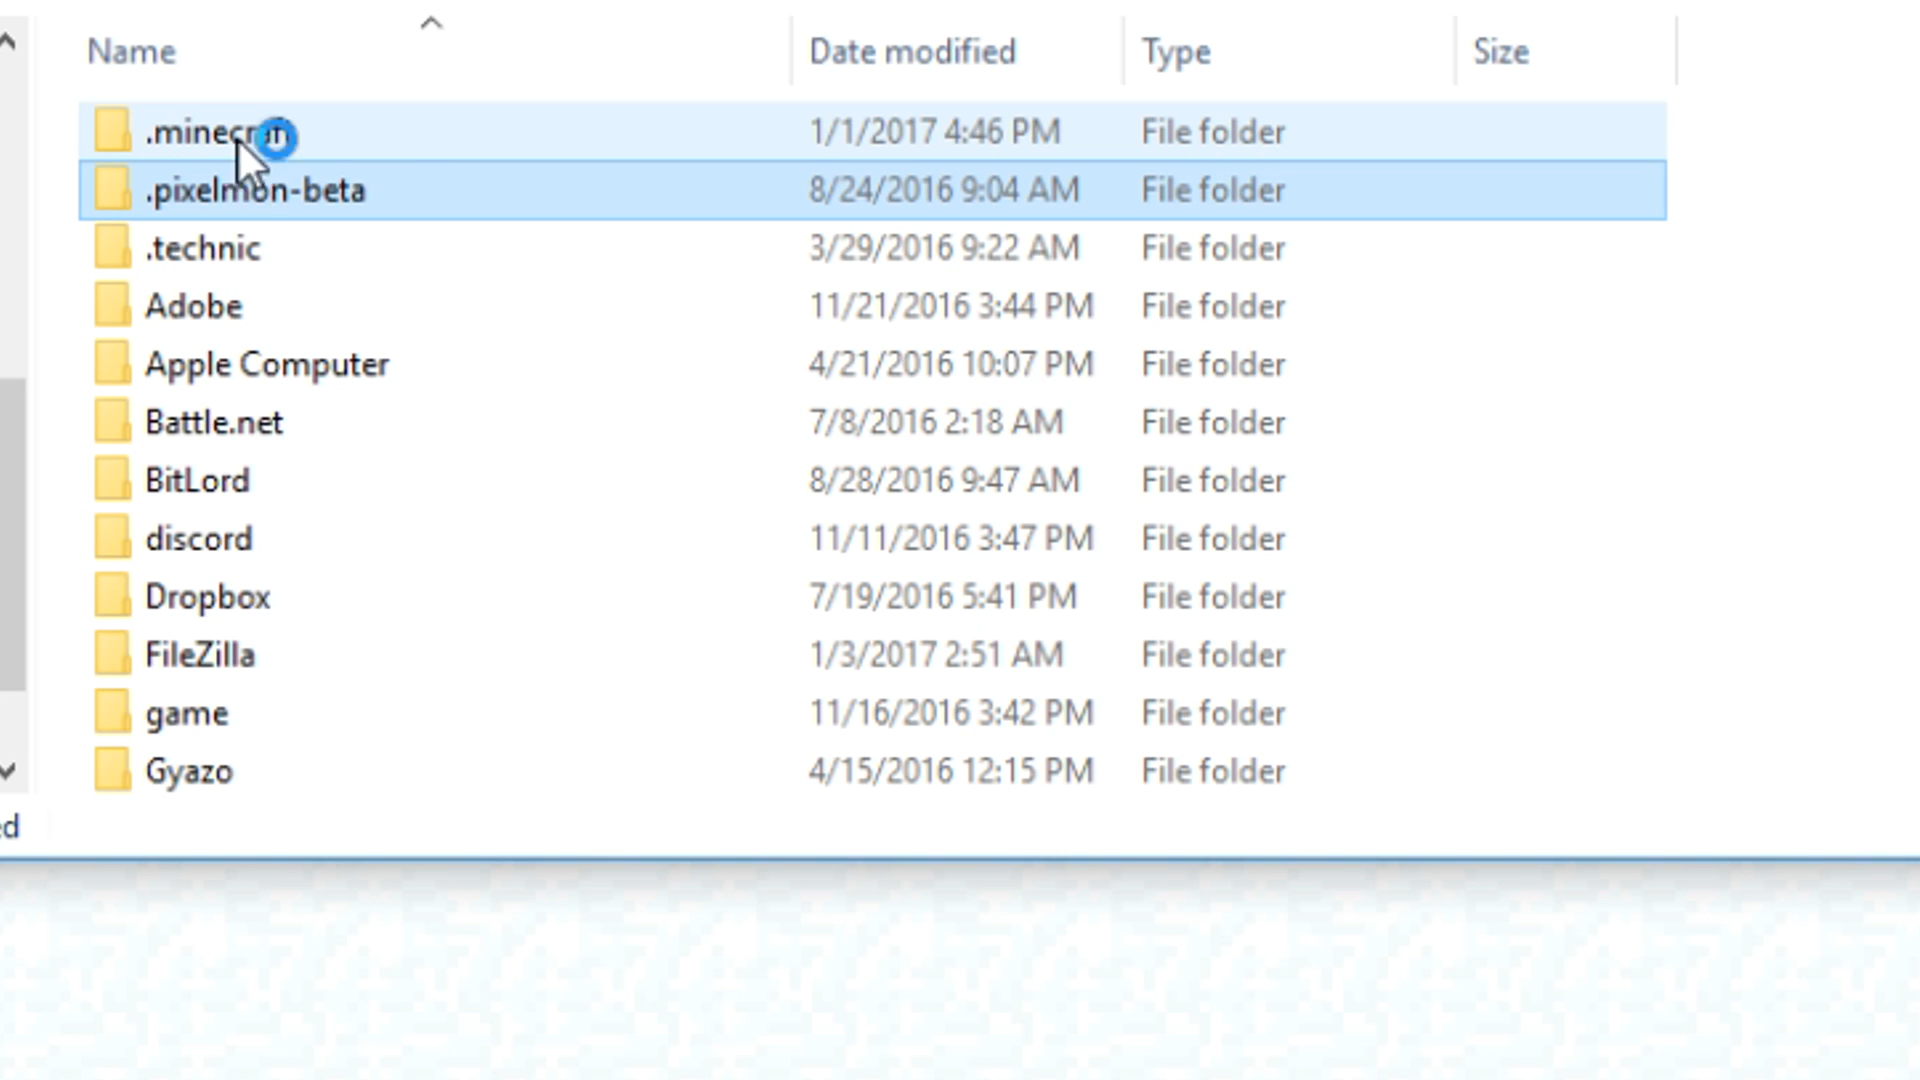 Name Date modified Type Size
.minecraft 1/1/2017 4:46 PM File folder
.pixelmon-beta 8/24/2016 9:04 AM File folder
.technic 3/29/2016 9:22 AM File folder
Adobe 11/21/2016 3:44 PM File folder
Apple Computer 4/21/2016 10:07 PM File folder
Battle.net 7/8/2016 2:18 AM File folder
BitLord 8/28/2016 9:47 AM File folder
discord 11/11/2016 3:47 PM File folder
Dropbox 7/19/2016 5:41 PM File folder
FileZilla 1/3/2017 2:51 AM File folder
game 11/16/2016 3:42 PM File folder
Gyazo 4/15/2016 12:15 PM File folder
ed